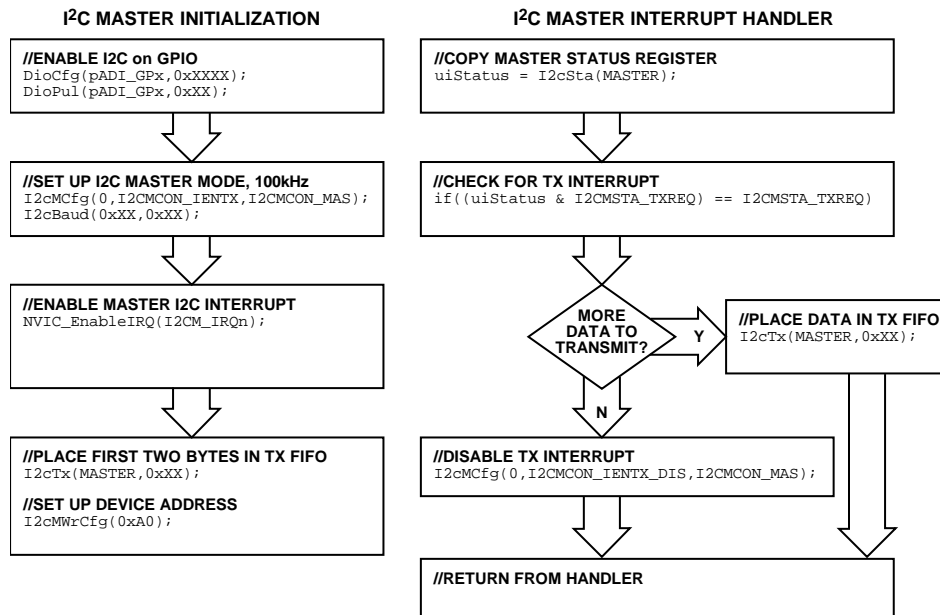 I²C MASTER INITIALIZATION
//ENABLE I2C on GPIO
DioCfg(pADI_GPx,0xXXXX);
DioPul(pADI_GPx,0xXX);
//SET UP I2C MASTER MODE, 100kHz
I2cMCfg(0,I2CMCON_IENTX,I2CMCON_MAS);
I2cBaud(0xXX,0xXX);
//ENABLE MASTER I2C INTERRUPT
NVIC_EnableIRQ(I2CM_IRQn);
//PLACE FIRST TWO BYTES IN TX FIFO
I2cTx(MASTER,0xXX);
//SET UP DEVICE ADDRESS
I2cMWrCfg(0xA0);
I²C MASTER INTERRUPT HANDLER
//COPY MASTER STATUS REGISTER
uiStatus = I2cSta(MASTER);
//CHECK FOR TX INTERRUPT
if((uiStatus & I2CMSTA_TXREQ) == I2CMSTA_TXREQ)
MORE
DATA TO
TRANSMIT?
Y
//PLACE DATA IN TX FIFO
I2cTx(MASTER,0xXX);
N
//DISABLE TX INTERRUPT
I2cMCfg(0,I2CMCON_IENTX_DIS,I2CMCON_MAS);
//RETURN FROM HANDLER